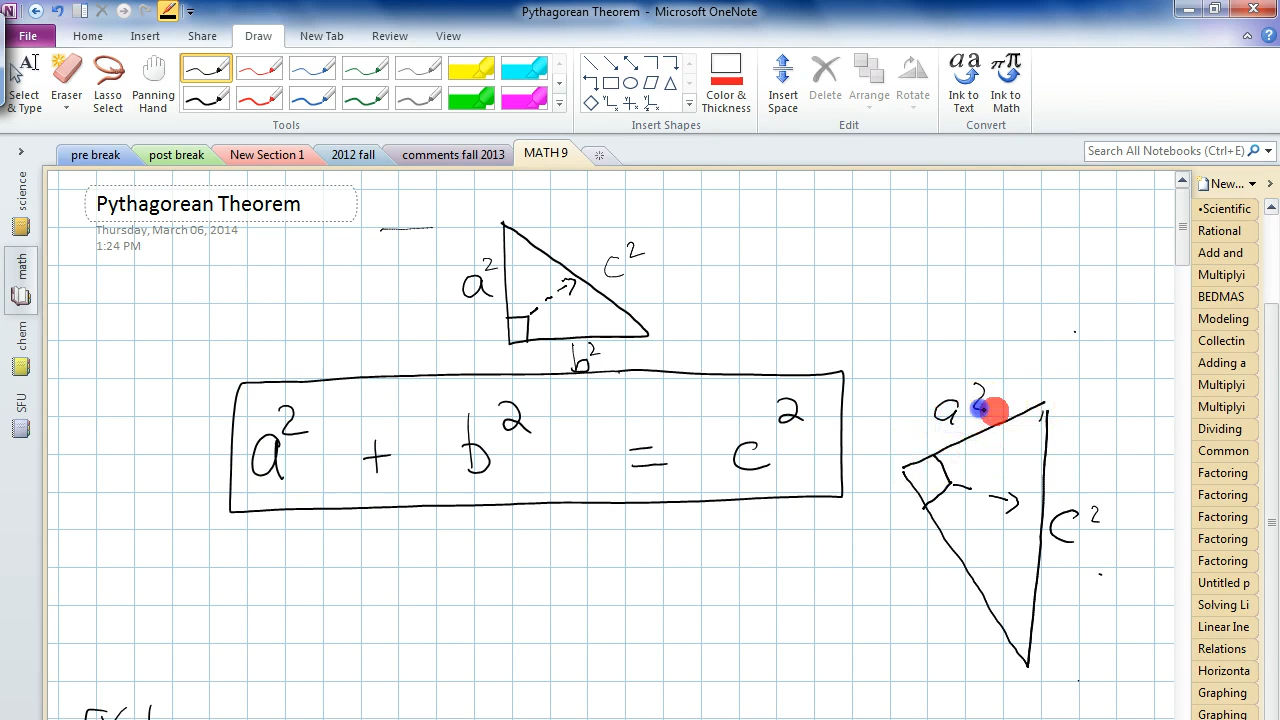 Pythagorean Theorem - Microsoft OneNote
File Home Insert Share Draw New Tab Review View
Select & Type
Eraser
Lasso Select
Panning Hand
Color & Thickness
Insert Space
Delete
Arrange
Rotate
Ink to Text
Ink to Math
Tools
Insert Shapes
Edit
Convert
pre break post break New Section 1 2012 fall comments fall 2013 MATH 9
Search All Notebooks (Ctrl+E)
science
math
chem
SFU
Pythagorean Theorem
Thursday, March 06, 2014
1:24 PM
a²
c²
b²
a² + b² = c²
a²
c²
New...
•Scientific
Rational
Add and
Multiplyi
BEDMAS
Modeling
Collectin
Adding a
Multiplyi
Multiplyi
Dividing
Common
Factoring
Factoring
Factoring
Factoring
Factoring
Untitled p
Solving Li
Linear Ine
Relations
Horizonta
Graphing
Graphing